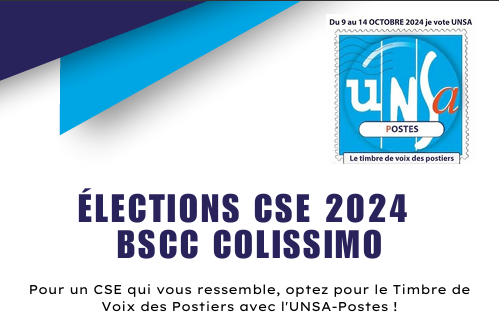 Du 9 au 14 OCTOBRE 2024 je vote UNSA
UNSa
POSTES
Le timbre de voix des postiers
ÉLECTIONS CSE 2024
BSCC COLISSIMO
Pour un CSE qui vous ressemble, optez pour le Timbre de
Voix des Postiers avec l'UNSA-Postes !